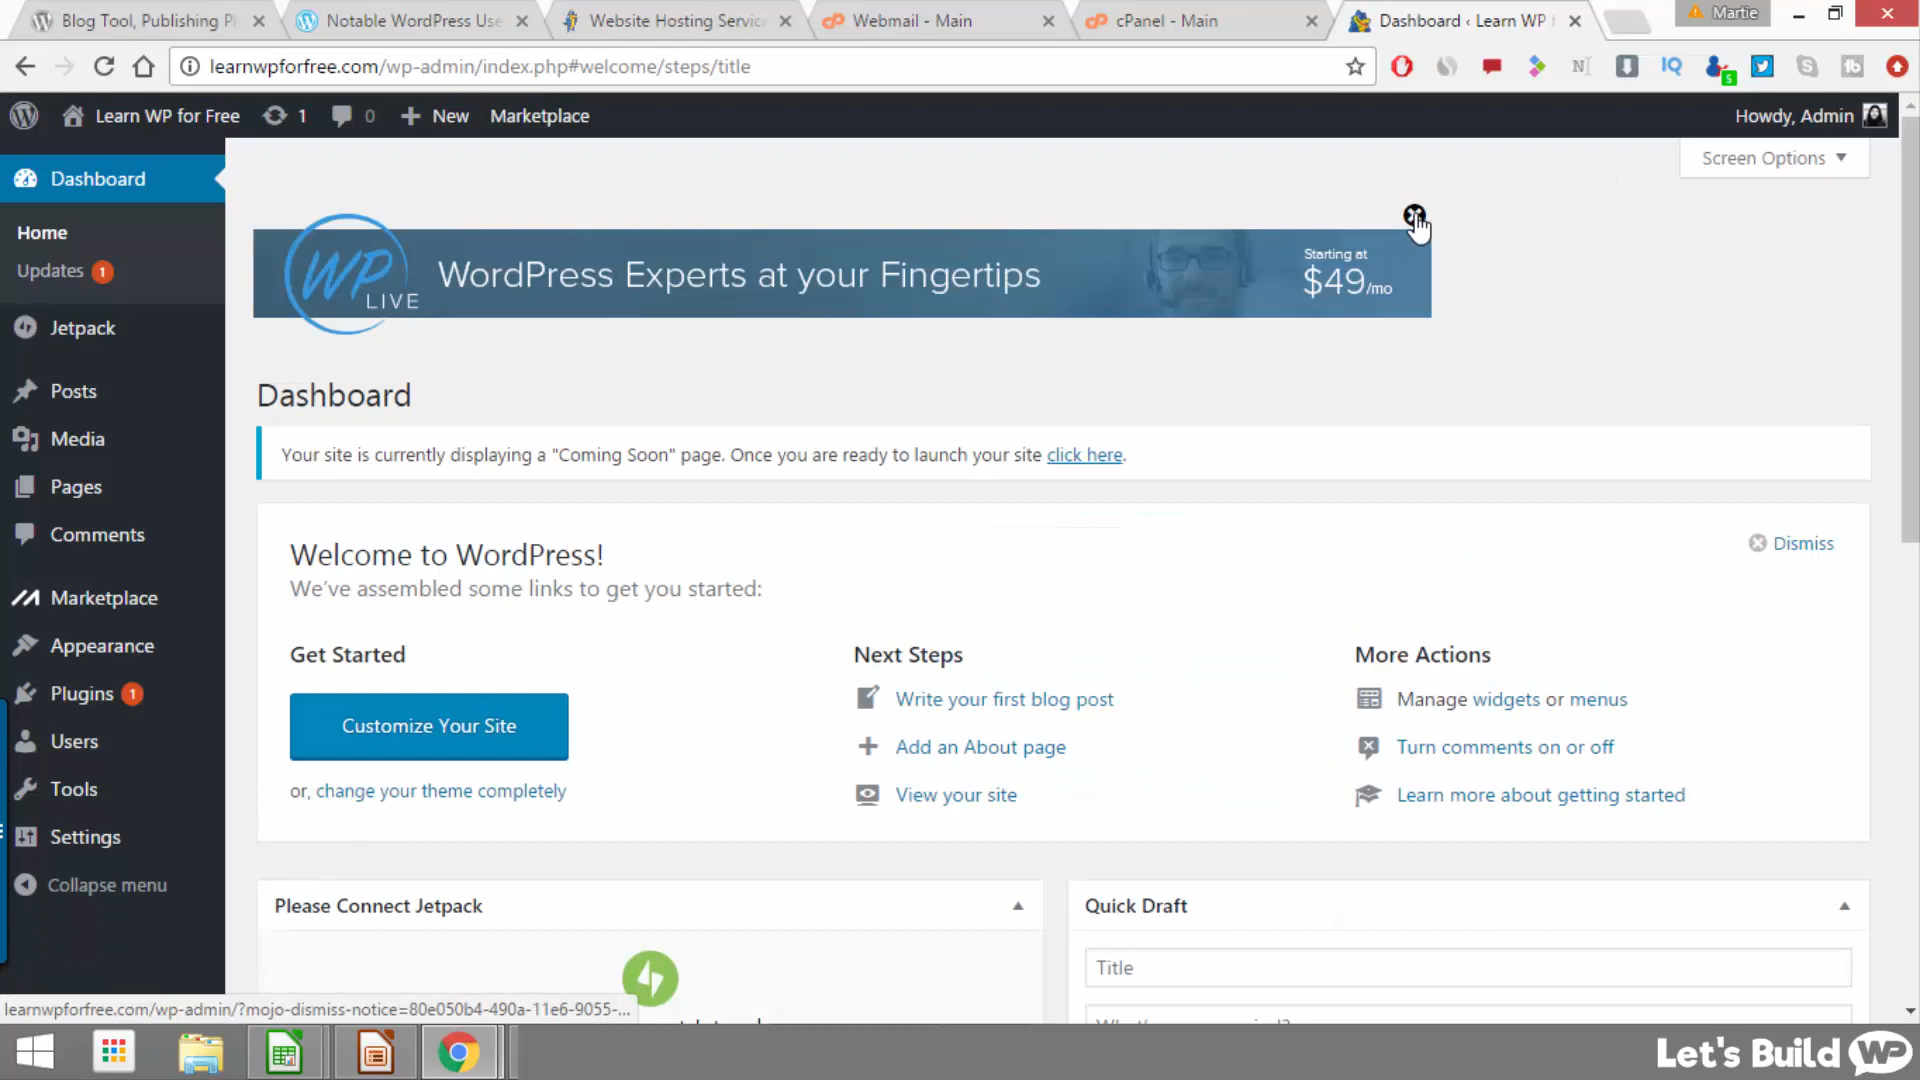 Blog Tool, Publishing Pl
Notable WordPress Use
Website Hosting Service
Webmail - Main
cPanel - Main
Dashboard ‹ Learn WP f
Martie
learnwpforfree.com/wp-admin/index.php#welcome/steps/title
Learn WP for Free
1
0
New
Marketplace
Howdy, Admin
Screen Options
Dashboard
Home
Updates 1
Jetpack
Posts
Media
Pages
Comments
Marketplace
Appearance
Plugins 1
Users
Tools
Settings
Collapse menu
WP LIVE
WordPress Experts at your Fingertips
Starting at
$49/mo
Dashboard
Your site is currently displaying a "Coming Soon" page. Once you are ready to launch your site click here.
Welcome to WordPress!
We've assembled some links to get you started:
Dismiss
Get Started
Customize Your Site
or, change your theme completely
Next Steps
Write your first blog post
Add an About page
View your site
More Actions
Manage widgets or menus
Turn comments on or off
Learn more about getting started
Please Connect Jetpack
Quick Draft
Title
learnwpforfree.com/wp-admin/?mojo-dismiss-notice=80e050b4-490a-11e6-9055-...
Let's Build WP